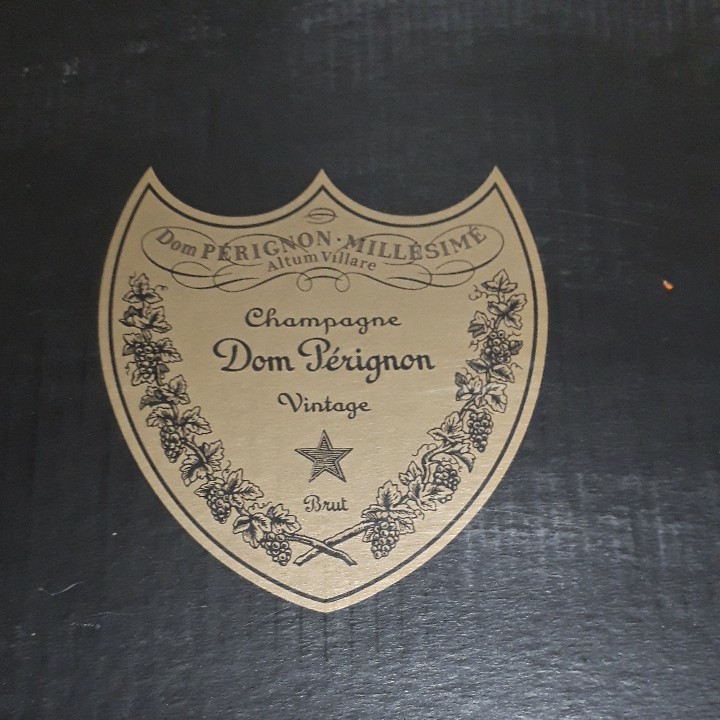 Dom PÉRIGNON · MILLÉSIMÉ
Altum Villare
Champagne
Dom Pérignon
Vintage
Brut